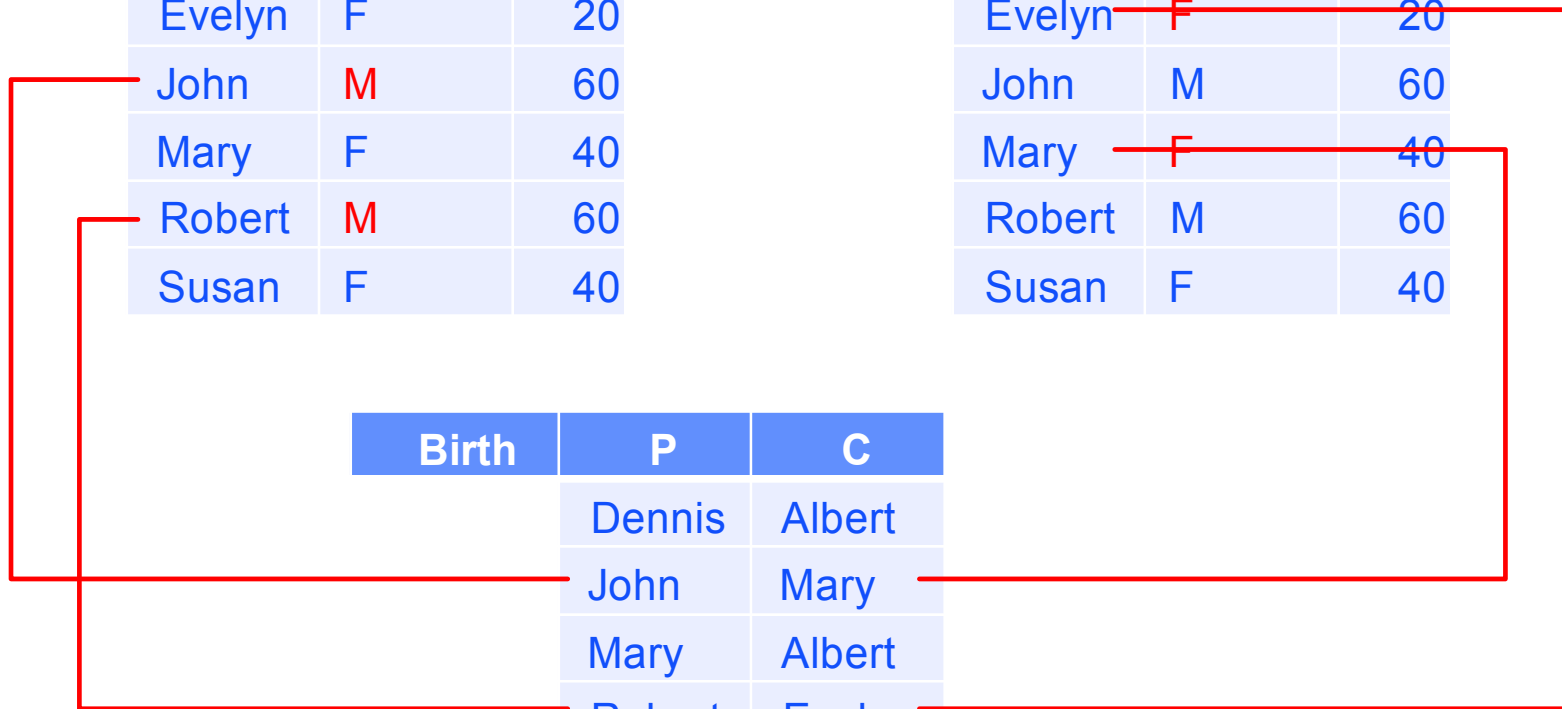 Evelyn F 20 Evelyn F 20
John M 60 John M 60
Mary F 40 Mary F 40
Robert M 60 Robert M 60
Susan F 40 Susan F 40
Birth P C
Dennis Albert
John Mary
Mary Albert